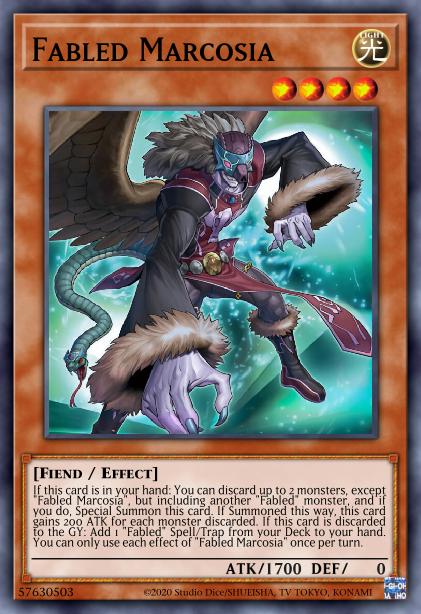 Fabled Marcosia
LIGHT
光
[Fiend / Effect]
If this card is in your hand: You can discard up to 2 monsters, except
"Fabled Marcosia", but including another "Fabled" monster, and if
you do, Special Summon this card. If Summoned this way, this card
gains 200 ATK for each monster discarded. If this card is discarded
to the GY: Add 1 "Fabled" Spell/Trap from your Deck to your hand.
You can only use each effect of "Fabled Marcosia" once per turn.
ATK/1700 DEF/ 0
57630503 ©2020 Studio Dice/SHUEISHA, TV TOKYO, KONAMI